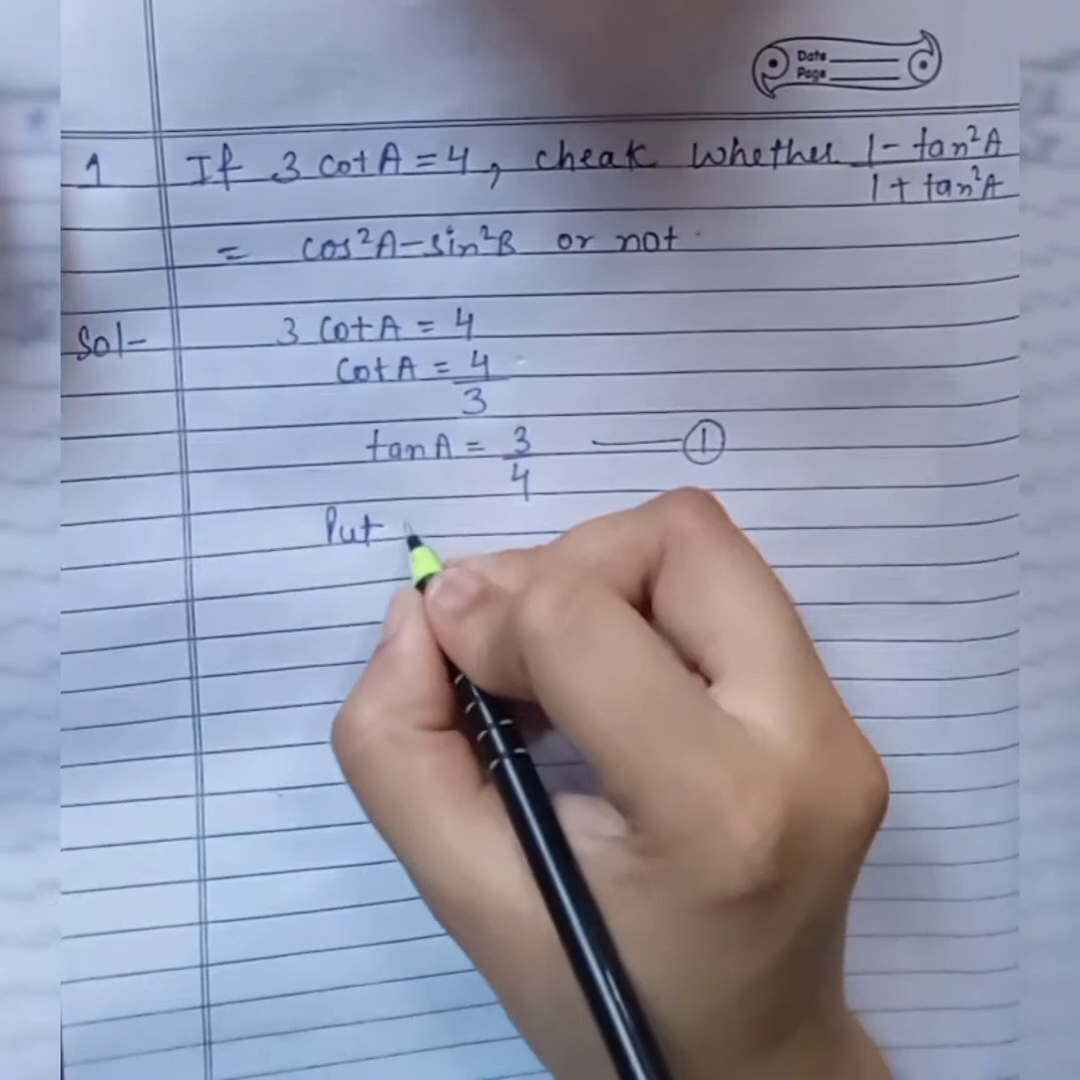 Date
Page
1 If 3 cot A = 4, cheak whether 1 - tan²A / 1 + tan²A
= cos²A - sin²B or not
Sol- 3 cot A = 4
cot A = 4/3
tan A = 3/4 —— ①
Put